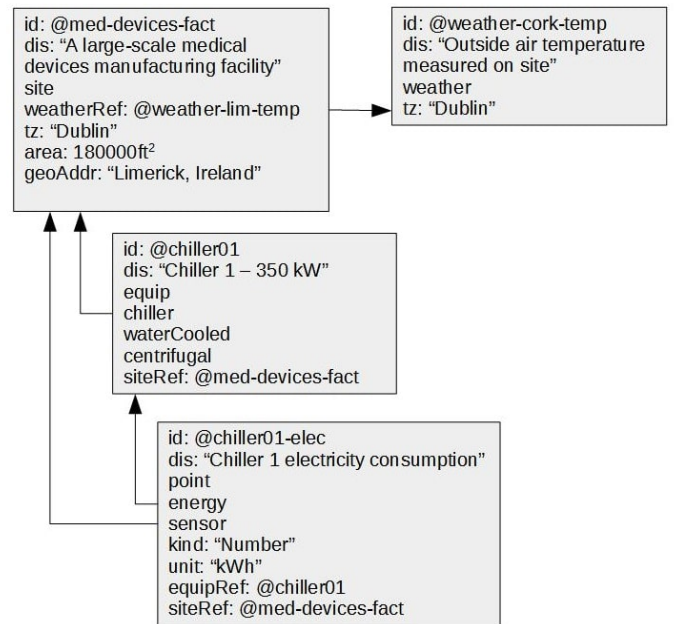 id: @med-devices-fact
dis: “A large-scale medical
devices manufacturing facility”
site
weatherRef: @weather-lim-temp
tz: “Dublin”
area: 180000ft²
geoAddr: “Limerick, Ireland”
id: @weather-cork-temp
dis: “Outside air temperature
measured on site”
weather
tz: “Dublin”
id: @chiller01
dis: “Chiller 1 – 350 kW”
equip
chiller
waterCooled
centrifugal
siteRef: @med-devices-fact
id: @chiller01-elec
dis: “Chiller 1 electricity consumption”
point
energy
sensor
kind: “Number”
unit: “kWh”
equipRef: @chiller01
siteRef: @med-devices-fact